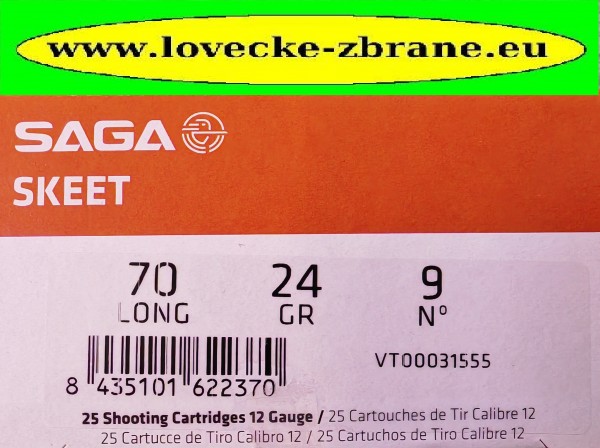 www.lovecke-zbrane.eu
SAGA
SKEET
70 24 9
LONG GR Nº
VT00031555
8 435101 622370
25 Shooting Cartridges 12 Gauge / 25 Cartouches de Tir Calibre 12
25 Cartucce de Tiro Calibro 12 / 25 Cartuchos de Tiro Calibre 12